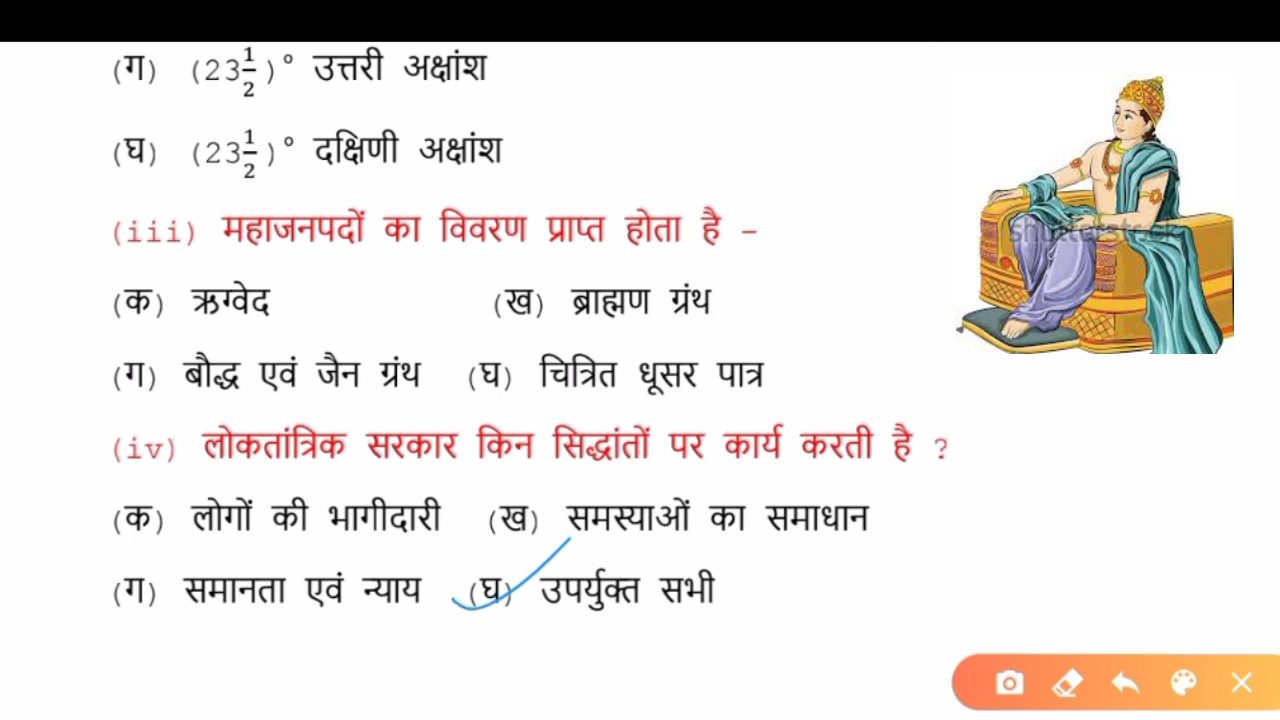 (ग) (23½)° उत्तरी अक्षांश
(घ) (23½)° दक्षिणी अक्षांश
(iii) महाजनपदों का विवरण प्राप्त होता है –
(क) ऋग्वेद (ख) ब्राह्मण ग्रंथ
(ग) बौद्ध एवं जैन ग्रंथ (घ) चित्रित धूसर पात्र
(iv) लोकतांत्रिक सरकार किन सिद्धांतों पर कार्य करती है ?
(क) लोगों की भागीदारी (ख) समस्याओं का समाधान
(ग) समानता एवं न्याय (घ) उपर्युक्त सभी
shutterstock